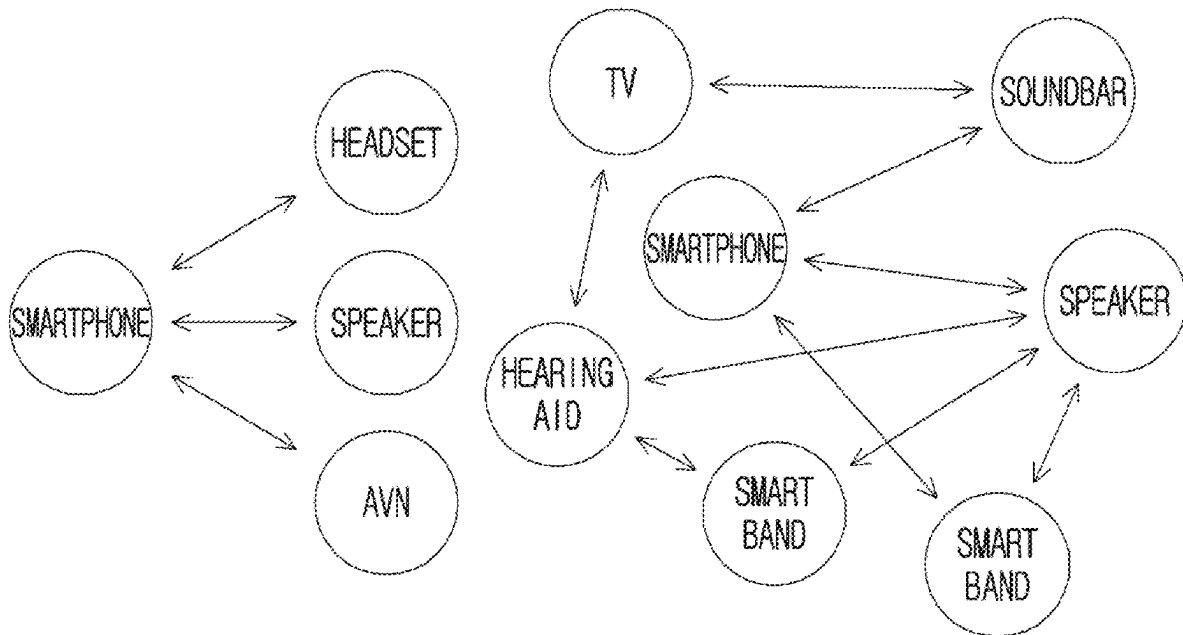 HEADSET
SMARTPHONE
SPEAKER
AVN
TV
SOUNDBAR
SMARTPHONE
SPEAKER
HEARING
AID
SMART
BAND
SMART
BAND